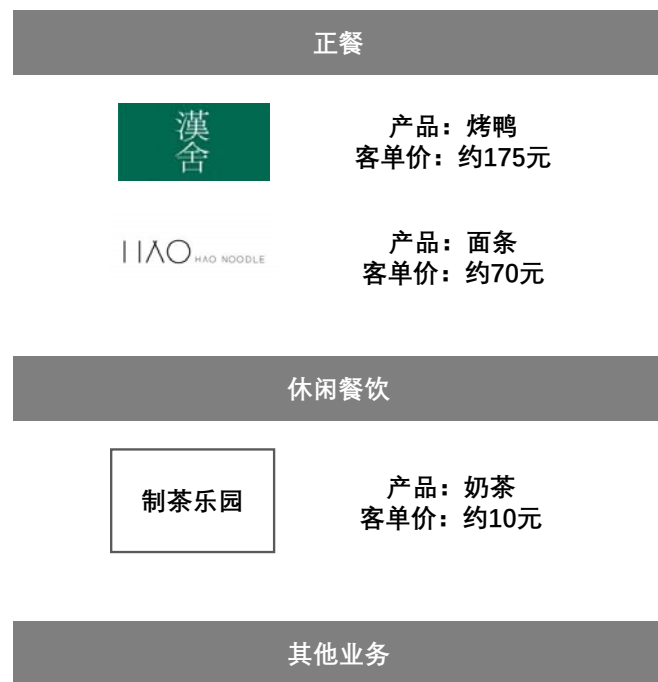 正餐
漢
舍
产品：烤鸭
客单价：约175元
HAO HAO NOODLE
产品：面条
客单价：约70元
休闲餐饮
制茶乐园
产品：奶茶
客单价：约10元
其他业务